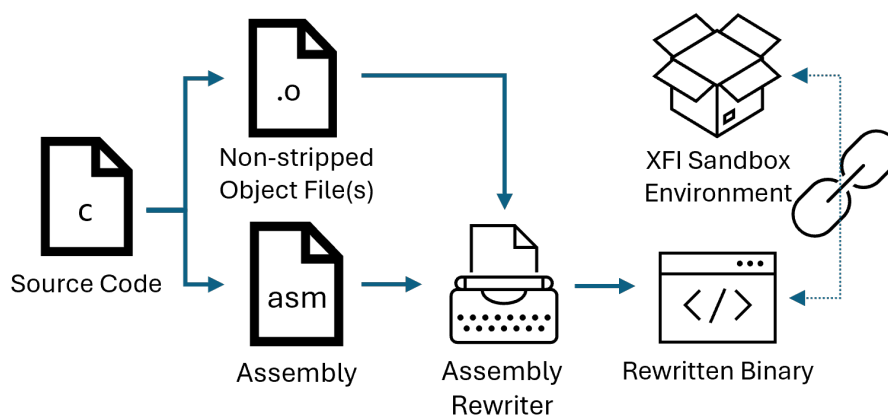 .o
Non-stripped
Object File(s)
c
Source Code
asm
Assembly
Assembly
Rewriter
XFI Sandbox
Environment
</>
Rewritten Binary